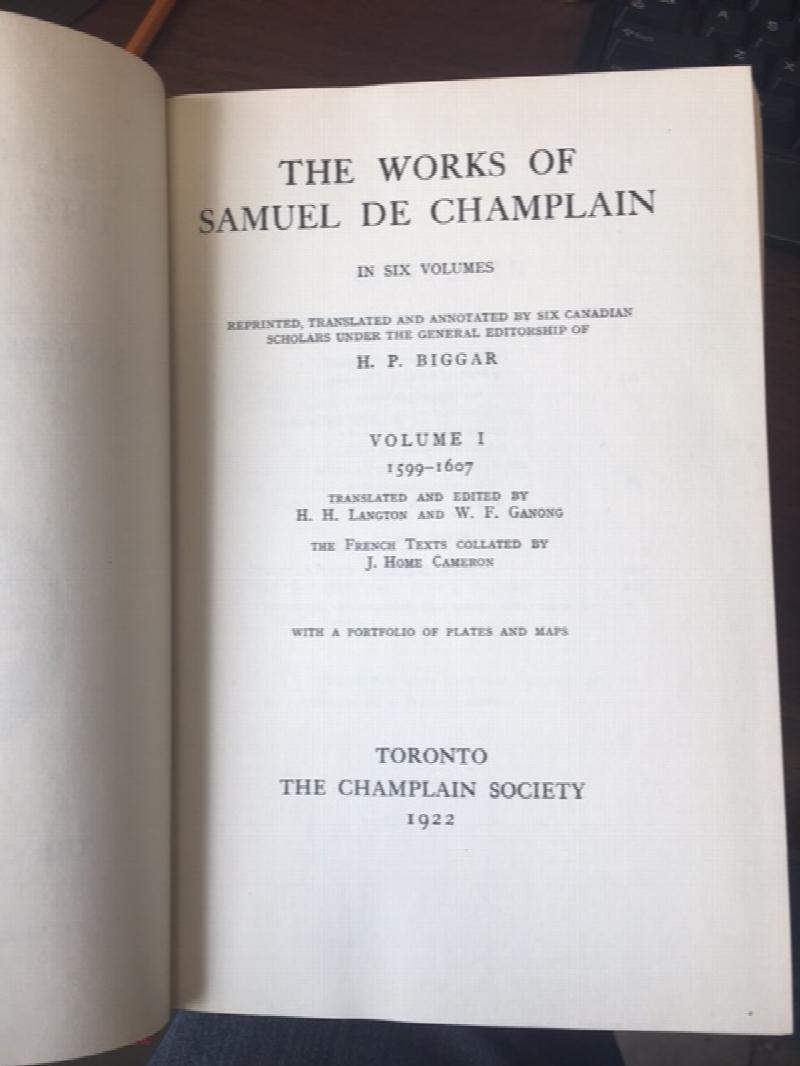 THE WORKS OF
SAMUEL DE CHAMPLAIN
IN SIX VOLUMES
REPRINTED, TRANSLATED AND ANNOTATED BY SIX CANADIAN
SCHOLARS UNDER THE GENERAL EDITORSHIP OF
H. P. BIGGAR
VOLUME I
1599–1607
TRANSLATED AND EDITED BY
H. H. LANGTON AND W. F. GANONG
THE FRENCH TEXTS COLLATED BY
J. HOME CAMERON
WITH A PORTFOLIO OF PLATES AND MAPS
TORONTO
THE CHAMPLAIN SOCIETY
1922
A
S
Z
X